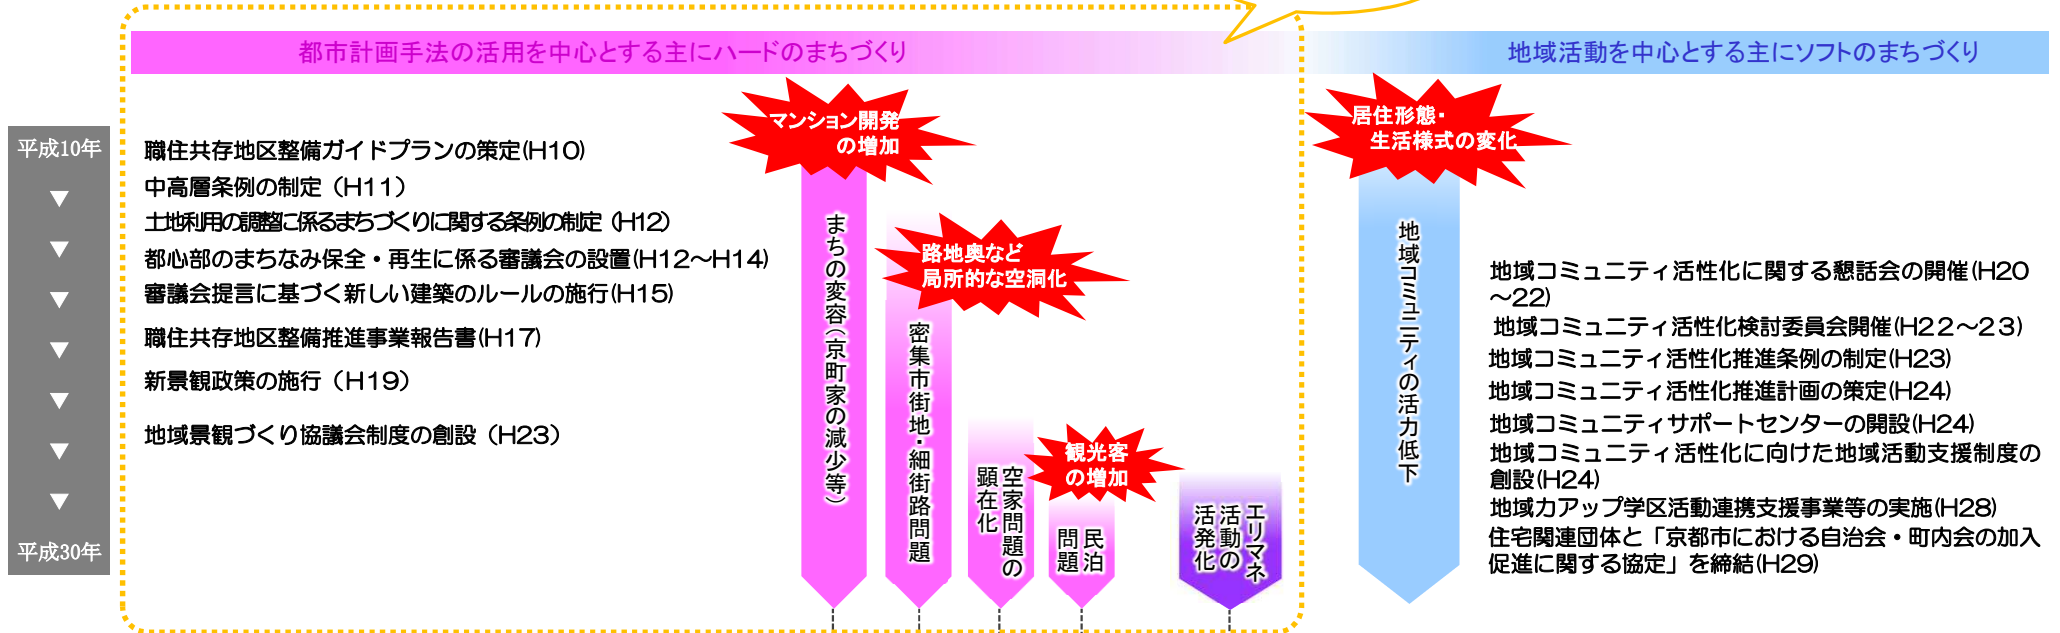 都市計画手法の活用を中心とする主にハードのまちづくり
地域活動を中心とする主にソフトのまちづくり
平成10年
▼
▼
▼
▼
▼
▼
▼
平成30年
職住共存地区整備ガイドプランの策定(H10)
中高層条例の制定（H11）
土地利用の調整に係るまちづくりに関する条例の制定（H12）
都心部のまちなみ保全・再生に係る審議会の設置(H12～H14)
審議会提言に基づく新しい建築のルールの施行(H15)
職住共存地区整備推進事業報告書(H17)
新景観政策の施行（H19）
地域景観づくり協議会制度の創設（H23）
マンション開発
の増加
まちの変容（京町家の減少等）
路地奥など
局所的な空洞化
密集市街地・細街路問題
空家問題の
顕在化
観光客
の増加
民泊
問題
エリマネ
活動の
活発化
居住形態・
生活様式の変化
地域コミュニティの活力低下
地域コミュニティ活性化に関する懇話会の開催(H20
～22)
地域コミュニティ活性化検討委員会開催(H22～23)
地域コミュニティ活性化推進条例の制定(H23)
地域コミュニティ活性化推進計画の策定(H24)
地域コミュニティサポートセンターの開設(H24)
地域コミュニティ活性化に向けた地域活動支援制度の
創設(H24)
地域力アップ学区活動連携支援事業等の実施(H28)
住宅関連団体と「京都市における自治会・町内会の加入
促進に関する協定」を締結(H29)